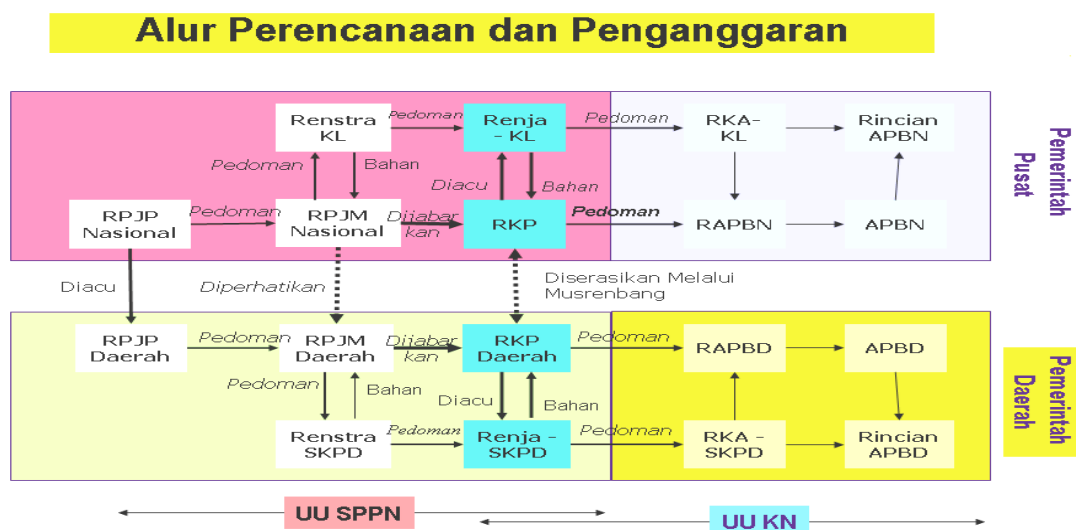 Alur Perencanaan dan Penganggaran
Renstra
KL
Pedoman
Renja
- KL
Pedoman
RKA-
KL
Rincian
APBN
Pemerintah
Pusat
Pedoman
Bahan
Diacu
Bahan
RPJP
Nasional
Pedoman
RPJM
Nasional
Dijabar
kan
RKP
Pedoman
RAPBN
APBN
Diacu
Diperhatikan
Diserasikan Melalui
Musrenbang
RPJP
Daerah
Pedoman
RPJM
Daerah
Dijabar
kan
RKP
Daerah
Pedoman
RAPBD
APBD
Pemerintah
Daerah
Pedoman
Bahan
Diacu
Bahan
Renstra
SKPD
Pedoman
Renja -
SKPD
Pedoman
RKA -
SKPD
Rincian
APBD
UU SPPN
UU KN